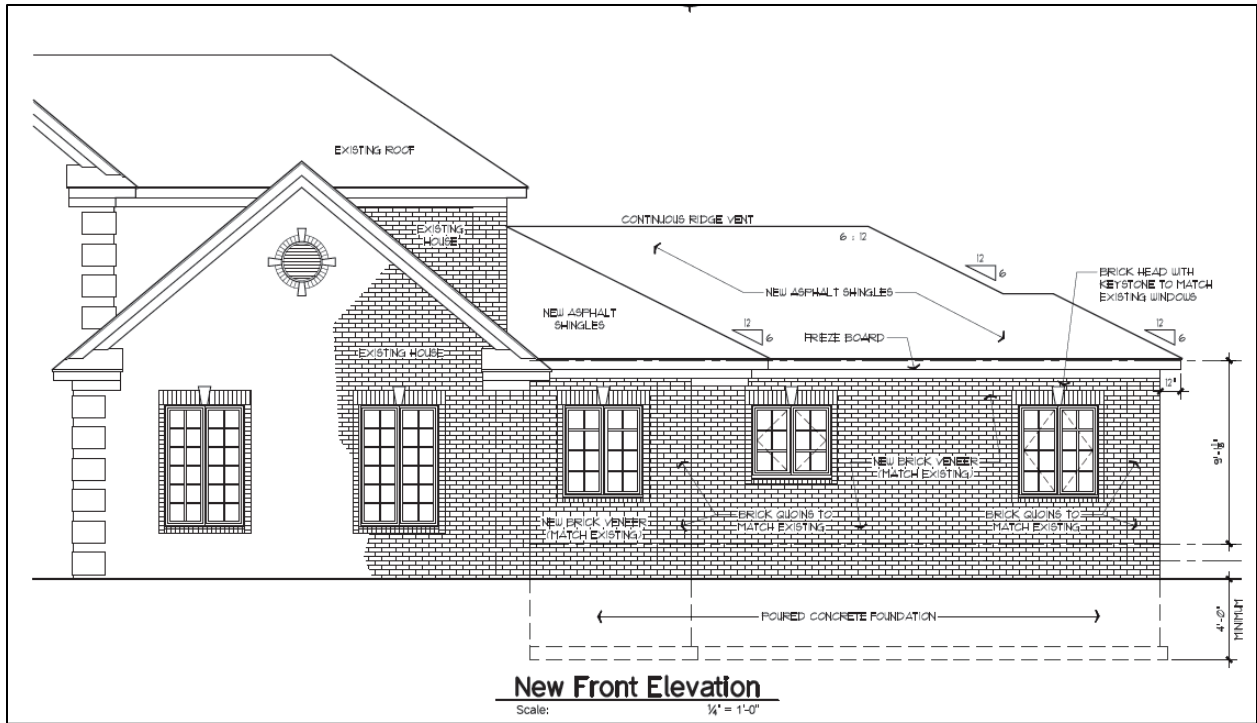 EXISTING ROOF
EXISTING
HOUSE
CONTINUOUS RIDGE VENT
6 : 12
12
6
BRICK HEAD WITH
KEYSTONE TO MATCH
EXISTING WINDOWS
NEW ASPHALT SHINGLES
NEW ASPHALT
SHINGLES
12
6
FRIEZE BOARD
12
6
EXISTING HOUSE
12"
9'-1⅛"
NEW BRICK VENEER
(MATCH EXISTING)
BRICK QUOINS TO
MATCH EXISTING
BRICK QUOINS TO
MATCH EXISTING
NEW BRICK VENEER
(MATCH EXISTING)
POURED CONCRETE FOUNDATION
4'-0"
MINIMUM
New Front Elevation
Scale: ¼" = 1'-0"